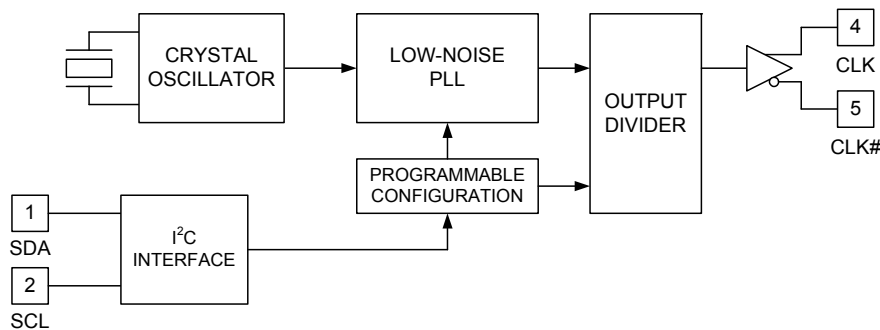 CRYSTAL
OSCILLATOR
LOW-NOISE
PLL
OUTPUT
DIVIDER
4
CLK
5
CLK#
PROGRAMMABLE
CONFIGURATION
1
SDA
I²C
INTERFACE
2
SCL